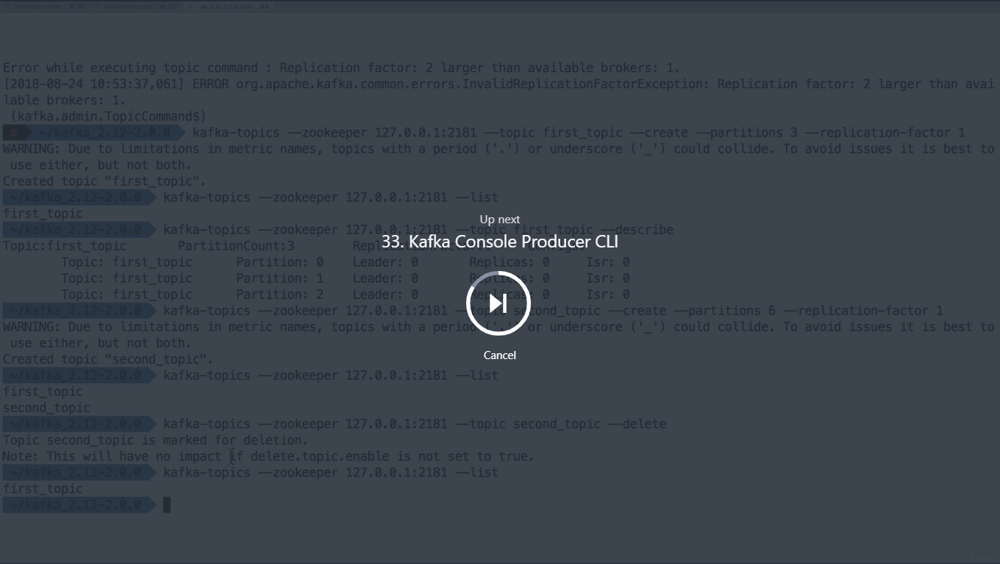 Error while executing topic command : Replication factor: 2 larger than available brokers: 1.
[2018-08-24 10:53:37,061] ERROR org.apache.kafka.common.errors.InvalidReplicationFactorException: Replication factor: 2 larger than avai
lable brokers: 1.
(kafka.admin.TopicCommand$)
~/kafka_2.12-2.0.0 kafka-topics --zookeeper 127.0.0.1:2181 --topic first_topic --create --partitions 3 --replication-factor 1
WARNING: Due to limitations in metric names, topics with a period ('.') or underscore ('_') could collide. To avoid issues it is best to
use either, but not both.
Created topic "first_topic".
~/kafka_2.12-2.0.0 kafka-topics --zookeeper 127.0.0.1:2181 --list
first_topic
Up next
~/kafka_2.12-2.0.0 kafka-topics --zookeeper 127.0.0.1:2181 --topic first_topic --describe
33. Kafka Console Producer CLI
Topic:first_topic PartitionCount:3
Topic: first_topic Partition: 0 Leader: 0 Replicas: 0 Isr: 0
Topic: first_topic Partition: 1 Leader: 0 Replicas: 0 Isr: 0
Topic: first_topic Partition: 2 Leader: 0 Replicas: 0 Isr: 0
~/kafka_2.12-2.0.0 kafka-topics --zookeeper 127.0.0.1:2181 --topic second_topic --create --partitions 6 --replication-factor 1
WARNING: Due to limitations in metric names, topics with a period ('.') or underscore ('_') could collide. To avoid issues it is best to
use either, but not both.
Cancel
Created topic "second_topic".
~/kafka_2.12-2.0.0 kafka-topics --zookeeper 127.0.0.1:2181 --list
first_topic
second_topic
~/kafka_2.12-2.0.0 kafka-topics --zookeeper 127.0.0.1:2181 --topic second_topic --delete
Topic second_topic is marked for deletion.
Note: This will have no impact if delete.topic.enable is not set to true.
~/kafka_2.12-2.0.0 kafka-topics --zookeeper 127.0.0.1:2181 --list
first_topic
~/kafka_2.12-2.0.0